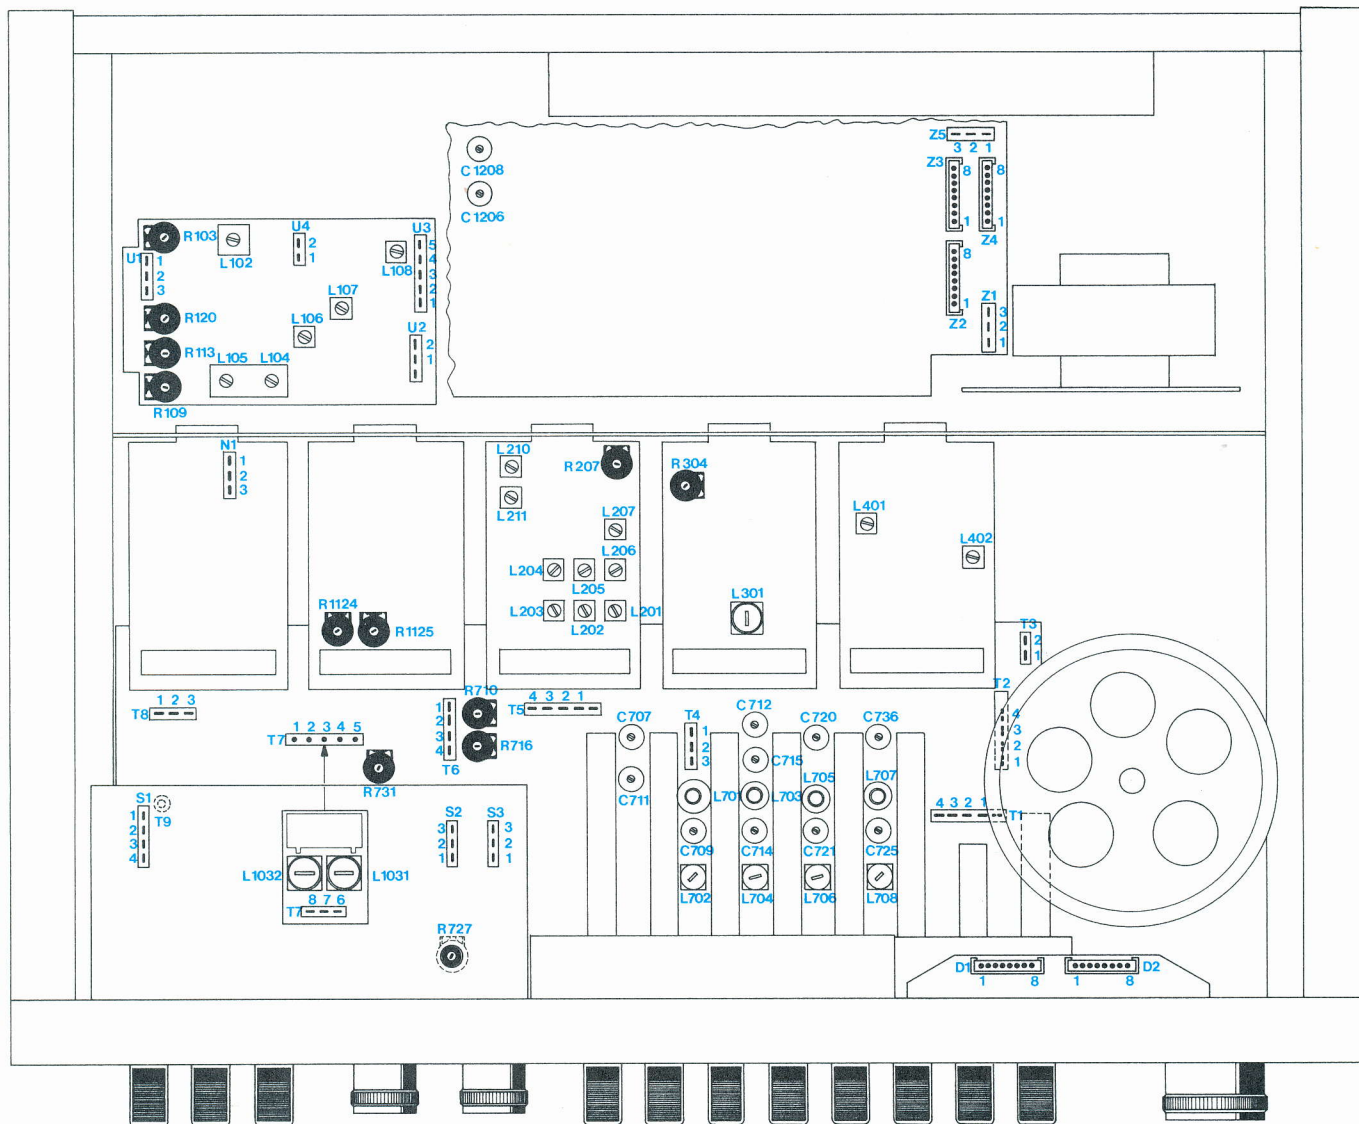 Z5
3 2 1
C1208
Z3
8
8
C1206
1
1
Z4
R103
U4
U3
L102
2
1
L108
5
4
3
2
1
U1
1
2
3
8
1
Z2
Z1
3
2
1
L107
R120
L106
U2
2
1
R113
L105
L104
R109
N1
1
2
3
L210
R207
R304
L211
L207
L401
L206
L402
L204
L205
R1124
L301
L203
L201
L202
R1125
T3
2
1
T2
4
3
2
1
1 2 3
T8
R710
1
2
3
4
T6
4 3 2 1
T5
C707
T4
1
2
3
C712
C720
C736
1 2 3 4 5
T7
R716
C715
R731
C711
L705
L707
L701
L703
S1
1
2
3
4
T9
S2
3
2
1
S3
3
2
1
4 3 2 1
T1
C709
C714
C721
C725
L1032
L1031
L702
L704
L706
L708
8 7 6
T7
R727
D1
1
8
D2
1
8